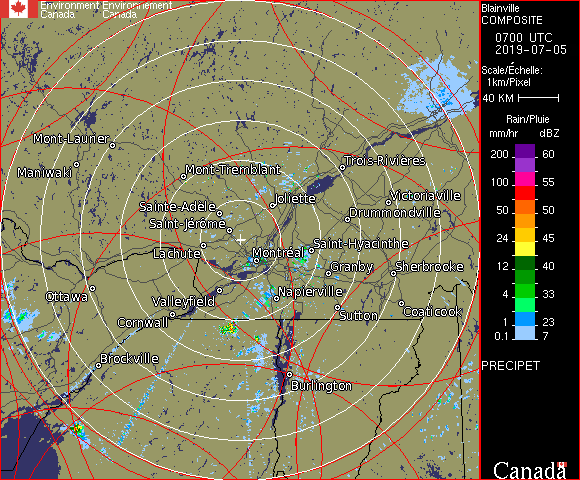 Environment Environnement
Canada Canada
Blainville
COMPOSITE
0700 UTC
2019-07-05
Scale/Échelle:
1km/Pixel
40 KM
Rain/Pluie
mm/hr dBZ
200 60
100 55
50 50
24 45
12 40
4 33
1 23
0.1 7
PRECIPET
Canada
Mont-Laurier
Maniwaki
Mont-Tremblant
Trois-Rivières
Joliette
Victoriaville
Sainte-Adèle
Drummondville
Saint-Jérôme
Lachute
Montréal
Saint-Hyacinthe
Granby
Sherbrooke
Ottawa
Valleyfield
Napierville
Cornwall
Sutton
Coaticook
Brockville
Burlington